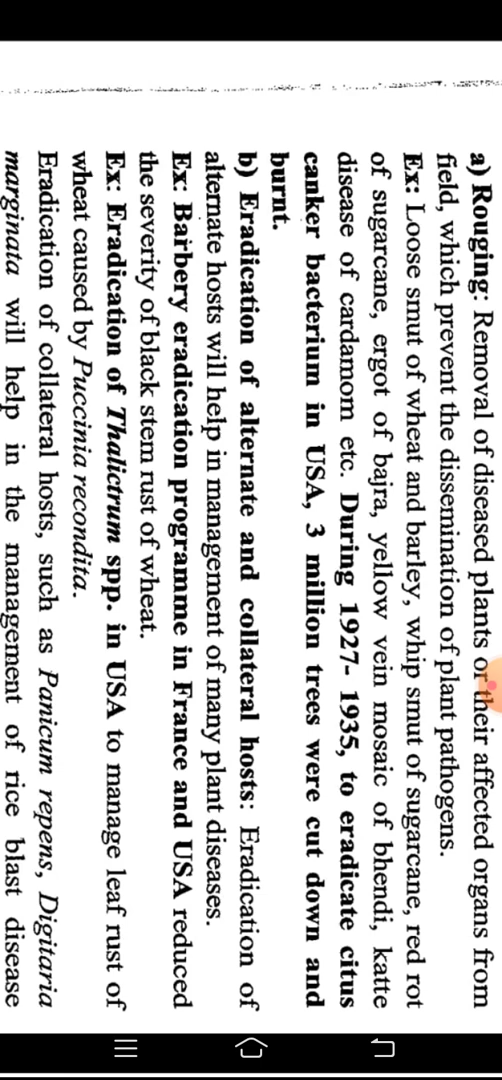 a) Rouging: Removal of diseased plants or their affected organs from
field, which prevent the dissemination of plant pathogens.
Ex: Loose smut of wheat and barley, whip smut of sugarcane, red rot
of sugarcane, ergot of bajra, yellow vein mosaic of bhendi, katte
disease of cardamom etc. During 1927- 1935, to eradicate citus
canker bacterium in USA, 3 million trees were cut down and
burnt.
b) Eradication of alternate and collateral hosts: Eradication of
alternate hosts will help in management of many plant diseases.
Ex: Barbery eradication programme in France and USA reduced
the severity of black stem rust of wheat.
Ex: Eradication of Thalictrum spp. in USA to manage leaf rust of
wheat caused by Puccinia recondita.
Eradication of collateral hosts, such as Panicum repens, Digitaria
marginata will help in the management of rice blast disease